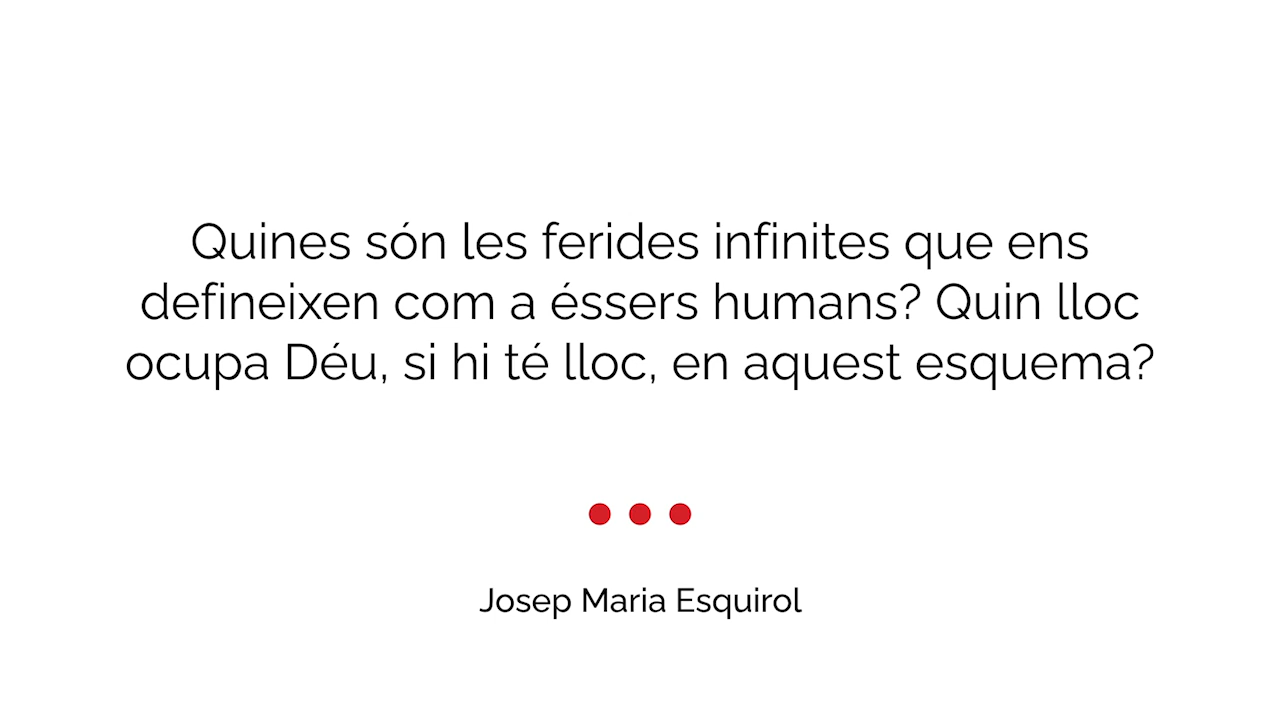 Quines són les ferides infinites que ens
defineixen com a éssers humans? Quin lloc
ocupa Déu, si hi té lloc, en aquest esquema?
Josep Maria Esquirol